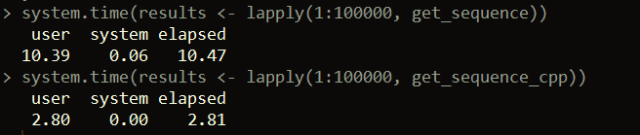 > system.time(results <- lapply(1:100000, get_sequence))
user system elapsed
10.39 0.06 10.47
> system.time(results <- lapply(1:100000, get_sequence_cpp))
user system elapsed
2.80 0.00 2.81